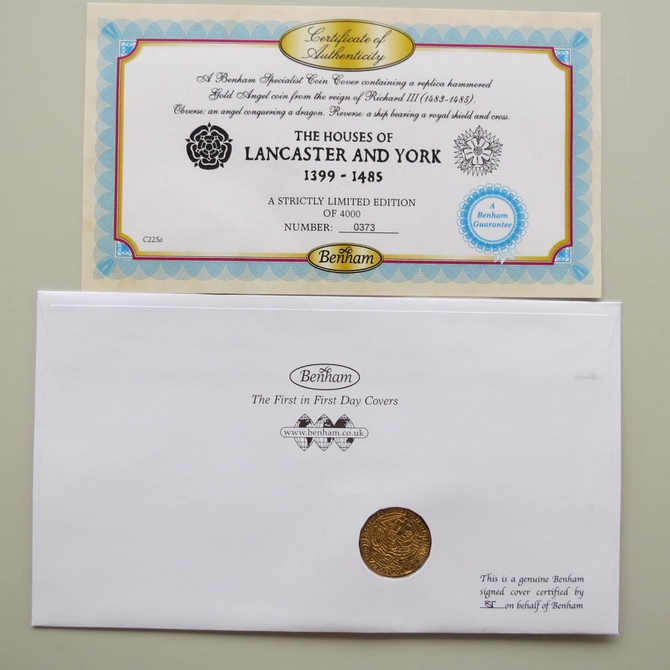 Certificate of
Authenticity
A Benham Specialist Coin Cover containing a replica hammered
Gold Angel coin from the reign of Richard III (1483-1485).
Obverse: an angel conquering a dragon. Reverse: a ship bearing a royal shield and cross.
THE HOUSES OF
LANCASTER AND YORK
1399 - 1485
A STRICTLY LIMITED EDITION
OF 4000
NUMBER: 0373
A
Benham
Guarantee
C225a
Benham
Benham
The First in First Day Covers
www.benham.co.uk
This is a genuine Benham
signed cover certified by
on behalf of Benham